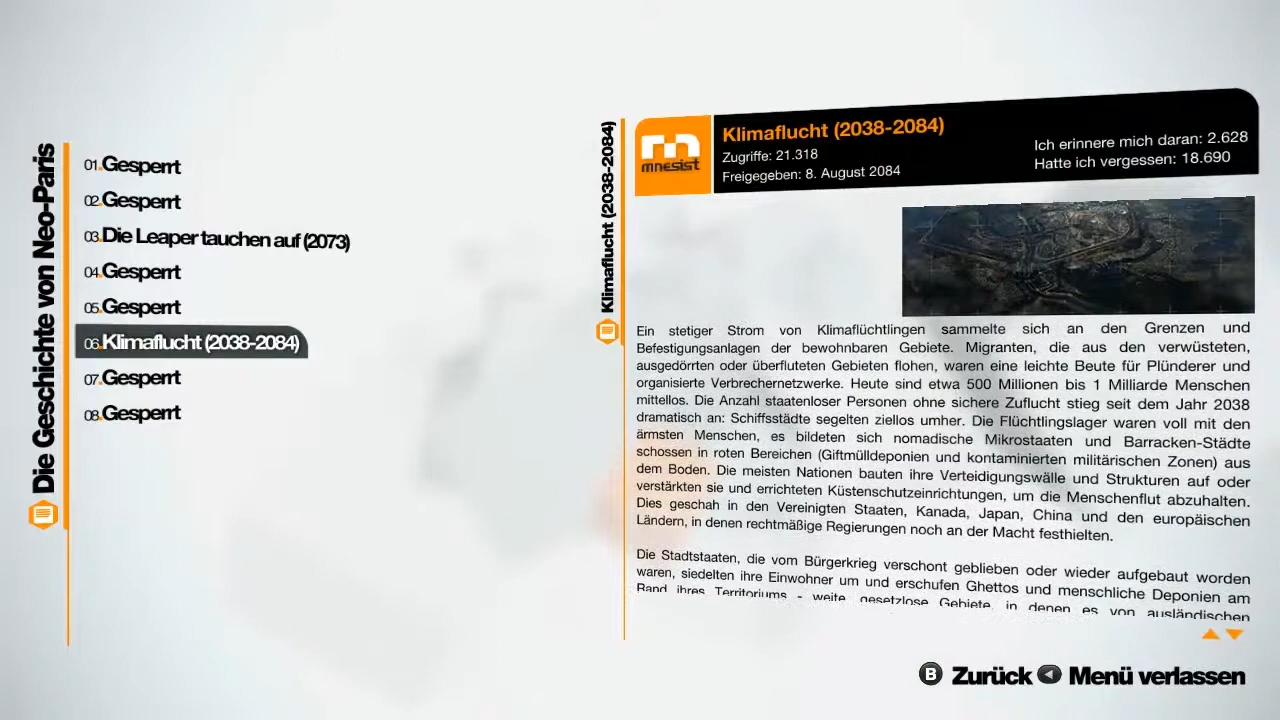 Die Geschichte von Neo-Paris
01.Gesperrt
02.Gesperrt
03.Die Leaper tauchen auf (2073)
04.Gesperrt
05.Gesperrt
06.Klimaflucht (2038-2084)
07.Gesperrt
08.Gesperrt
Klimaflucht (2038-2084)
mnesist
Klimaflucht (2038-2084)
Zugriffe: 21.318
Freigegeben: 8. August 2084
Ich erinnere mich daran: 2.628
Hatte ich vergessen: 18.690
Ein stetiger Strom von Klimaflüchtlingen sammelte sich an den Grenzen und
Befestigungsanlagen der bewohnbaren Gebiete. Migranten, die aus den verwüsteten,
ausgedörrten oder überfluteten Gebieten flohen, waren eine leichte Beute für Plünderer und
organisierte Verbrechernetzwerke. Heute sind etwa 500 Millionen bis 1 Milliarde Menschen
mittellos. Die Anzahl staatenloser Personen ohne sichere Zuflucht stieg seit dem Jahr 2038
dramatisch an: Schiffsstädte segelten ziellos umher. Die Flüchtlingslager waren voll mit den
ärmsten Menschen, es bildeten sich nomadische Mikrostaaten und Barracken-Städte
schossen in roten Bereichen (Giftmülldeponien und kontaminierten militärischen Zonen) aus
dem Boden. Die meisten Nationen bauten ihre Verteidigungswälle und Strukturen auf oder
verstärkten sie und errichteten Küstenschutzeinrichtungen, um die Menschenflut abzuhalten.
Dies geschah in den Vereinigten Staaten, Kanada, Japan, China und den europäischen
Ländern, in denen rechtmäßige Regierungen noch an der Macht festhielten.
Die Stadtstaaten, die vom Bürgerkrieg verschont geblieben oder wieder aufgebaut worden
waren, siedelten ihre Einwohner um und erschufen Ghettos und menschliche Deponien am
Rand ihres Territoriums - weite, gesetzlose Gebiete, in denen es von ausländischen
B Zurück Menü verlassen